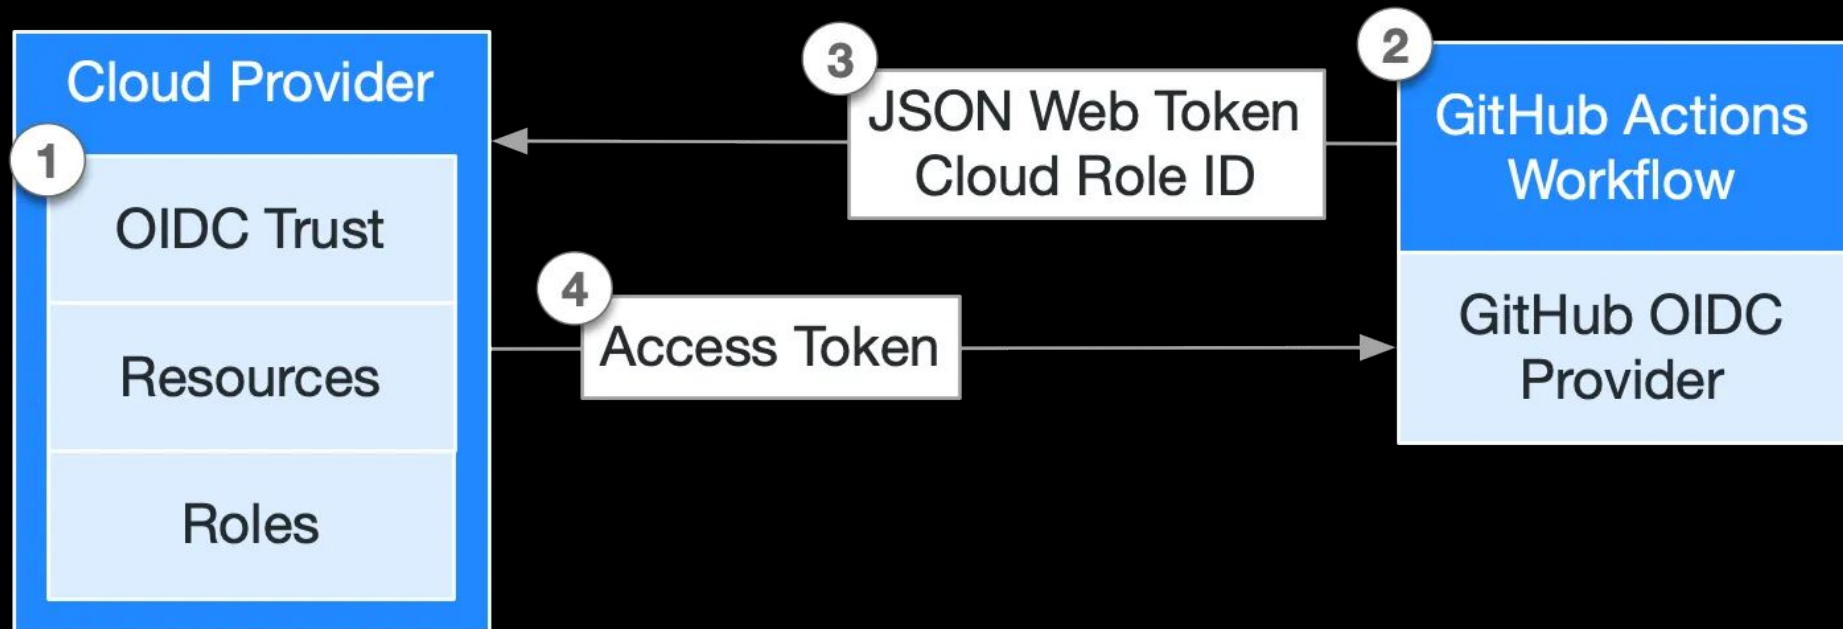 Cloud Provider
1
OIDC Trust
Resources
Roles
3
JSON Web Token
Cloud Role ID
4
Access Token
2
GitHub Actions
Workflow
GitHub OIDC
Provider